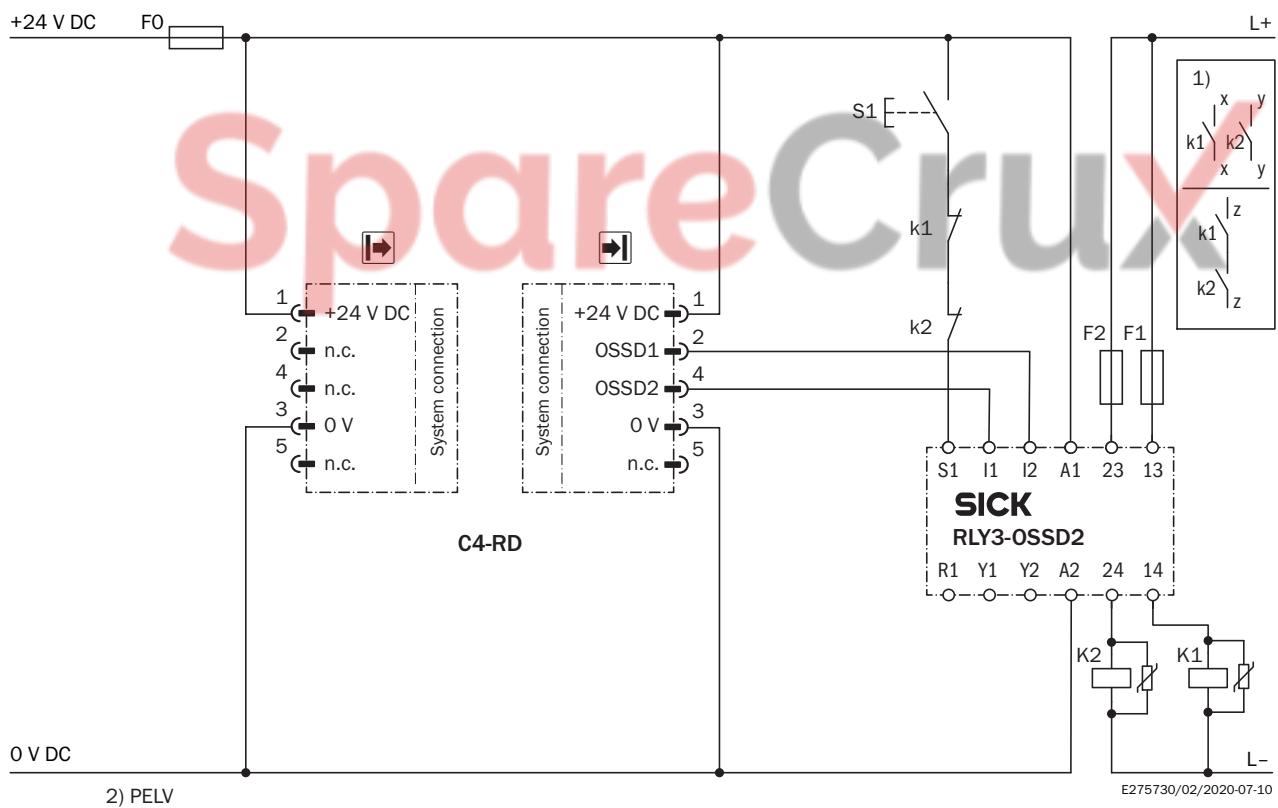 +24 V DC
F0
L+
1)
x
y
k1
k2
x
y
z
k1
k2
z
S1
SpareCrux
k1
k2
F2
F1
1
+24 V DC
2
n.c.
4
n.c.
3
0 V
5
n.c.
System connection
System connection
+24 V DC
1
OSSD1
2
OSSD2
4
0 V
3
n.c.
5
C4-RD
S1 I1 I2 A1 23 13
SICK
RLY3-OSSD2
R1 Y1 Y2 A2 24 14
K2
K1
0 V DC
L–
E275730/02/2020-07-10
2) PELV